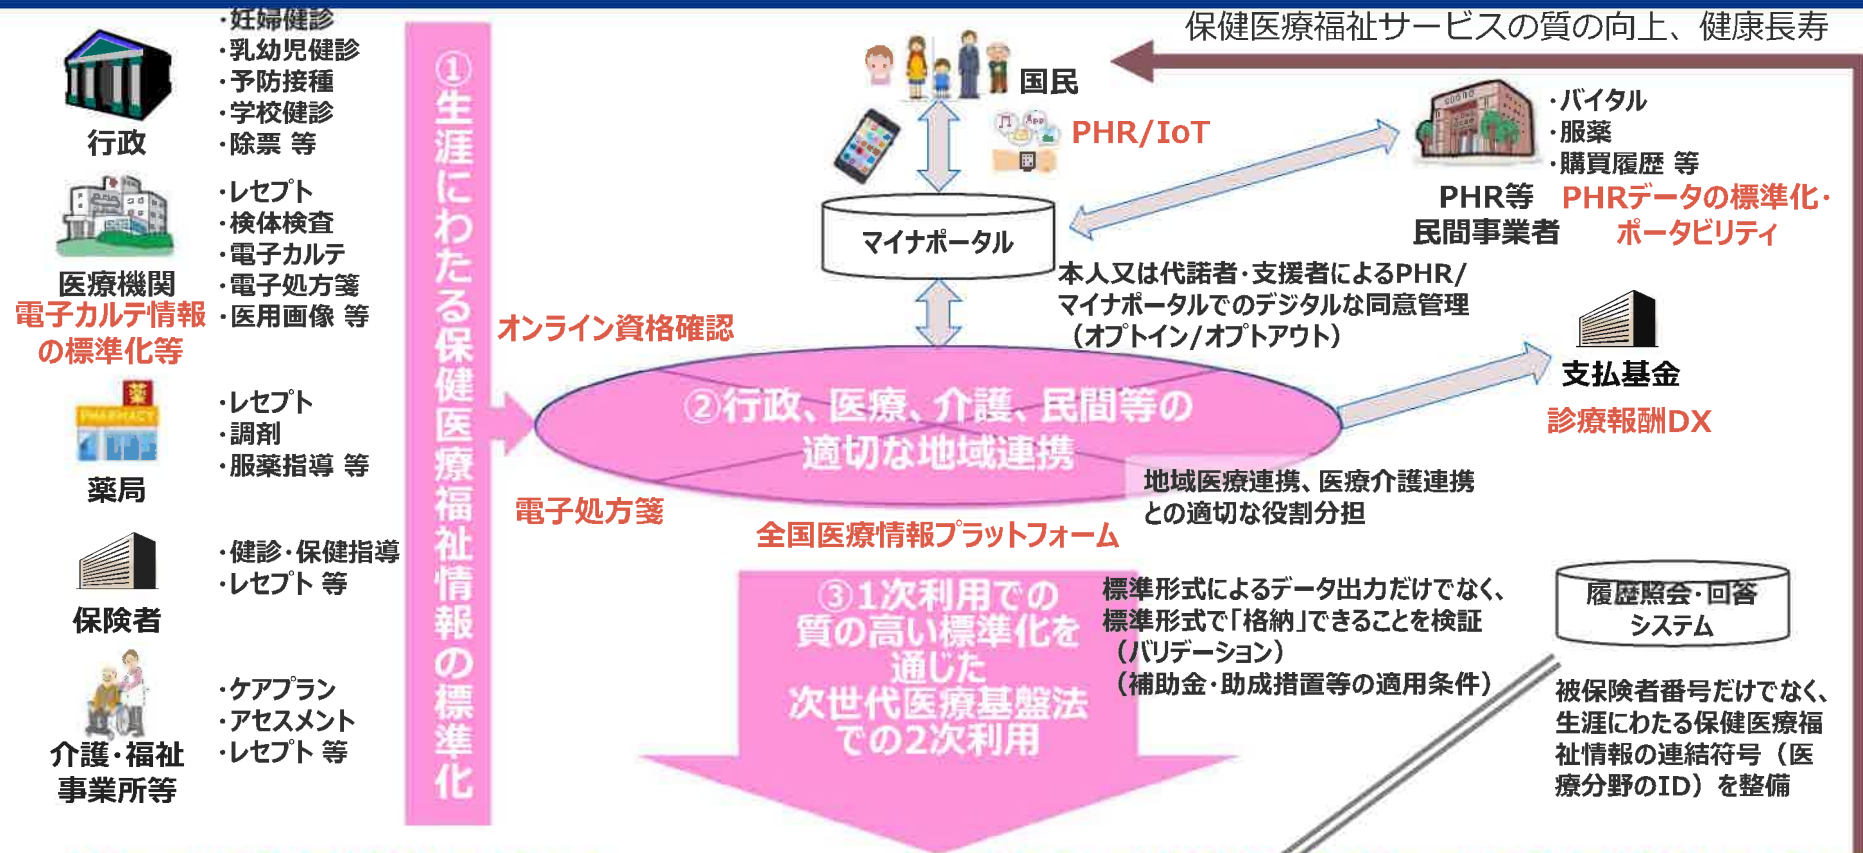 保健医療福祉サービスの質の向上、健康長寿
・妊婦健診
・乳幼児健診
・予防接種
・学校健診
・除票 等
行政
・レセプト
・検体検査
・電子カルテ
・電子処方箋
・医用画像 等
医療機関
電子カルテ情報
の標準化等
薬
PHARMACY
・レセプト
・調剤
・服薬指導 等
薬局
・健診・保健指導
・レセプト 等
保険者
・ケアプラン
・アセスメント
・レセプト 等
介護・福祉
事業所等
①生涯にわたる保健医療福祉情報の標準化
国民
App
PHR/IoT
マイナポータル
・バイタル
・服薬
・購買履歴 等
PHR等
民間事業者
PHRデータの標準化・
ポータビリティ
本人又は代諾者・支援者によるPHR/
マイナポータルでのデジタルな同意管理
（オプトイン/オプトアウト）
オンライン資格確認
②行政、医療、介護、民間等の
適切な地域連携
支払基金
診療報酬DX
電子処方箋
地域医療連携、医療介護連携
との適切な役割分担
全国医療情報プラットフォーム
③1次利用での
質の高い標準化を
通じた
次世代医療基盤法
での2次利用
標準形式によるデータ出力だけでなく、
標準形式で「格納」できることを検証
（バリデーション）
（補助金・助成措置等の適用条件）
履歴照会・回答
システム
被保険者番号だけでなく、
生涯にわたる保健医療福
祉情報の連結符号（医
療分野のID）を整備